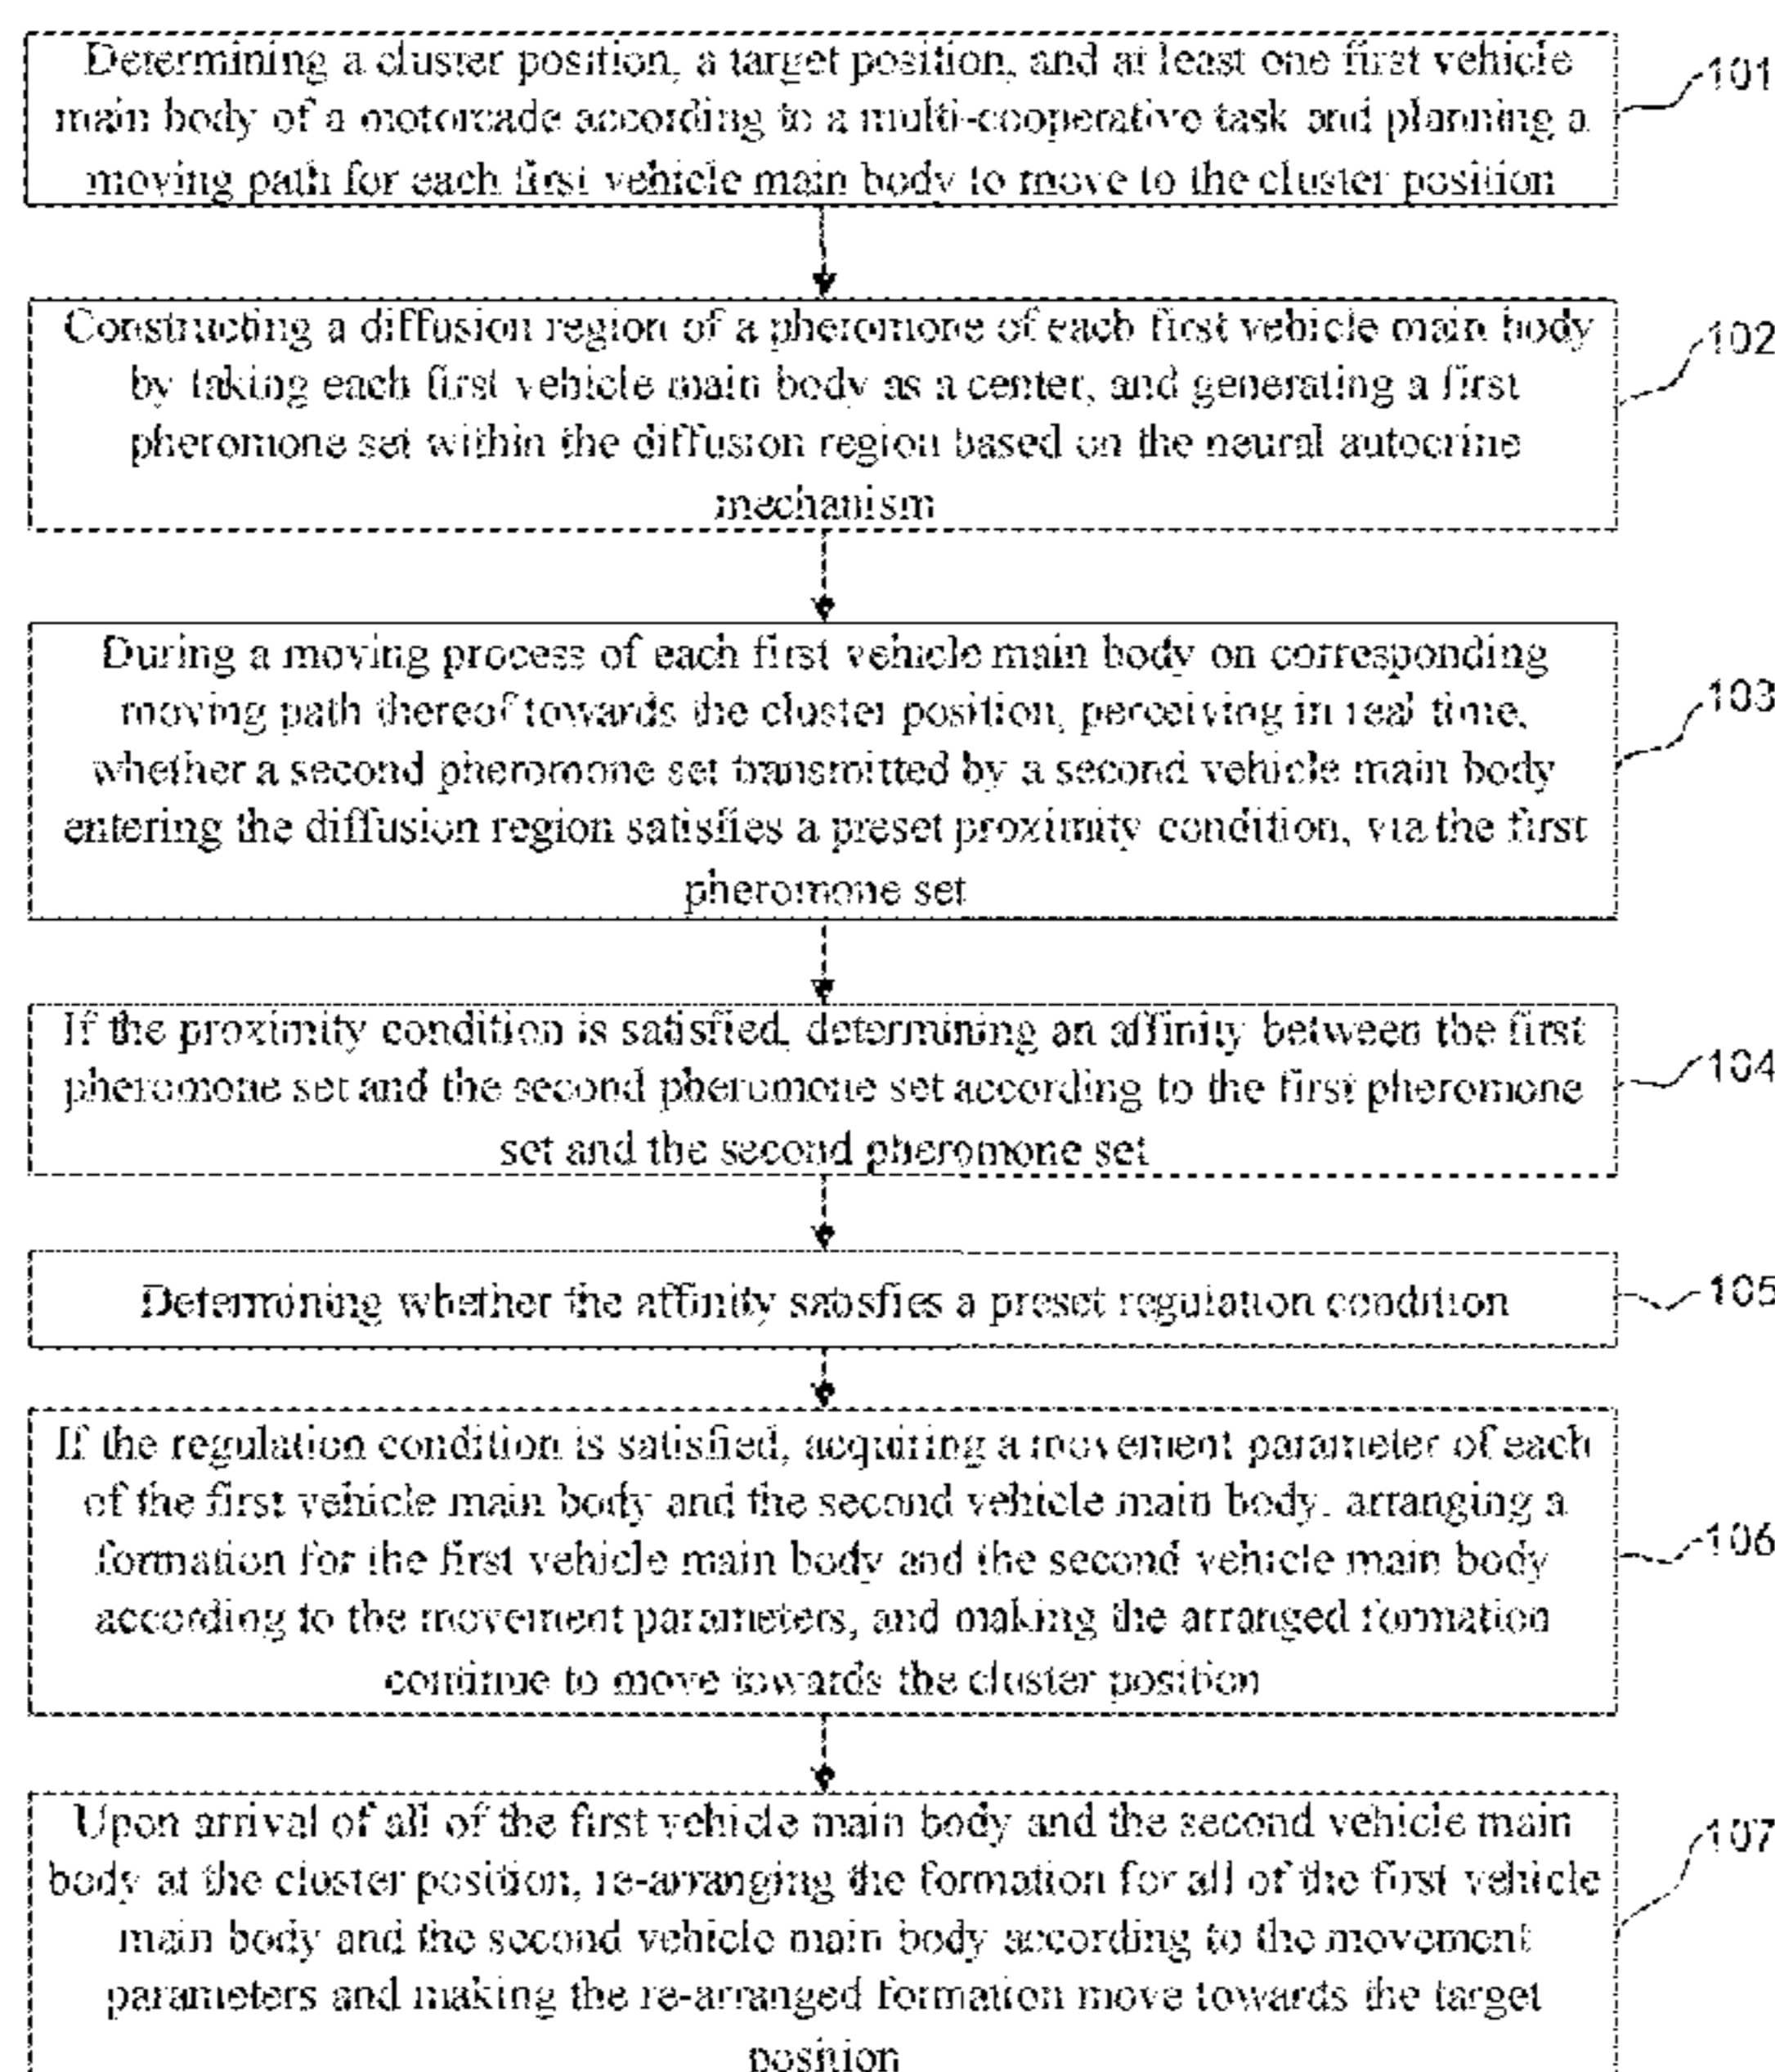 Determining a cluster position, a target position, and at least one first vehicle
main body of a motorcade according to a multi-cooperative task and planning a
moving path for each first vehicle main body to move to the cluster position
101
Constructing a diffusion region of a pheromone of each first vehicle main body
by taking each first vehicle main body as a center, and generating a first
pheromone set within the diffusion region based on the neural autocrine
mechanism
102
During a moving process of each first vehicle main body on corresponding
moving path thereof towards the cluster position, perceiving in real time,
whether a second pheromone set transmitted by a second vehicle main body
entering the diffusion region satisfies a preset proximity condition, via the first
pheromone set
103
If the proximity condition is satisfied, determining an affinity between the first
pheromone set and the second pheromone set according to the first pheromone
set and the second pheromone set
104
Determining whether the affinity satisfies a preset regulation condition
105
If the regulation condition is satisfied, acquiring a movement parameter of each
of the first vehicle main body and the second vehicle main body, arranging a
formation for the first vehicle main body and the second vehicle main body
according to the movement parameters, and making the arranged formation
continue to move towards the cluster position
106
Upon arrival of all of the first vehicle main body and the second vehicle main
body at the cluster position, re-arranging the formation for all of the first vehicle
main body and the second vehicle main body according to the movement
parameters and making the re-arranged formation move towards the target
position
107